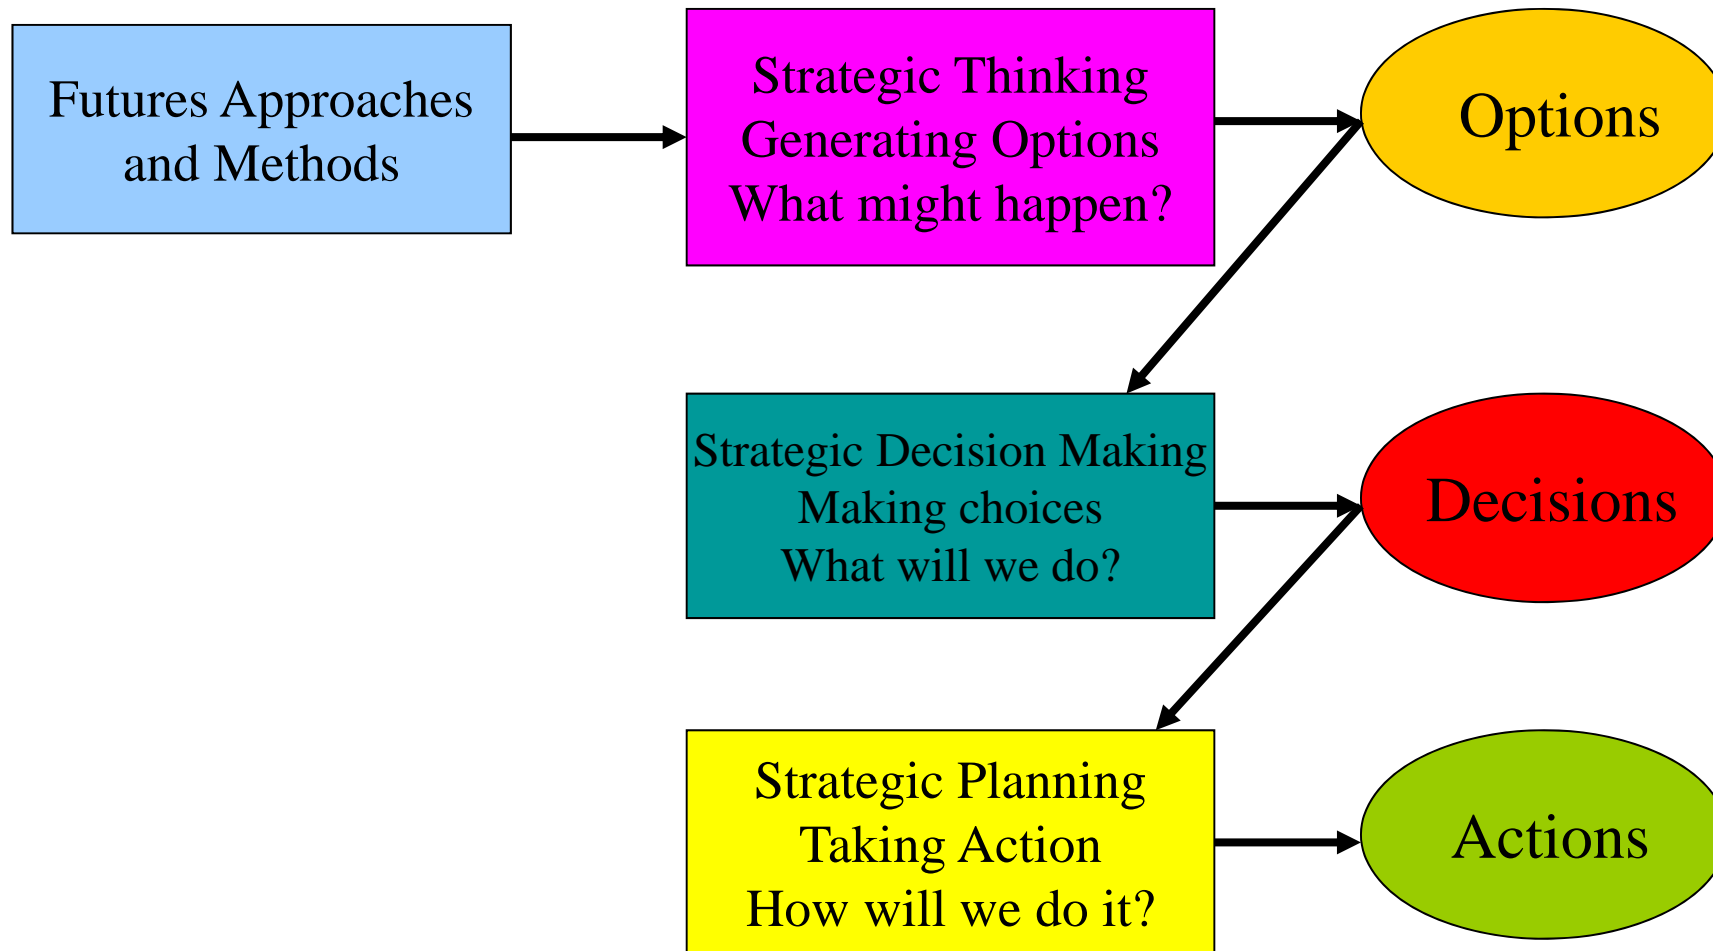 Futures Approaches
and Methods
Strategic Thinking
Generating Options
What might happen?
Options
Strategic Decision Making
Making choices
What will we do?
Decisions
Strategic Planning
Taking Action
How will we do it?
Actions